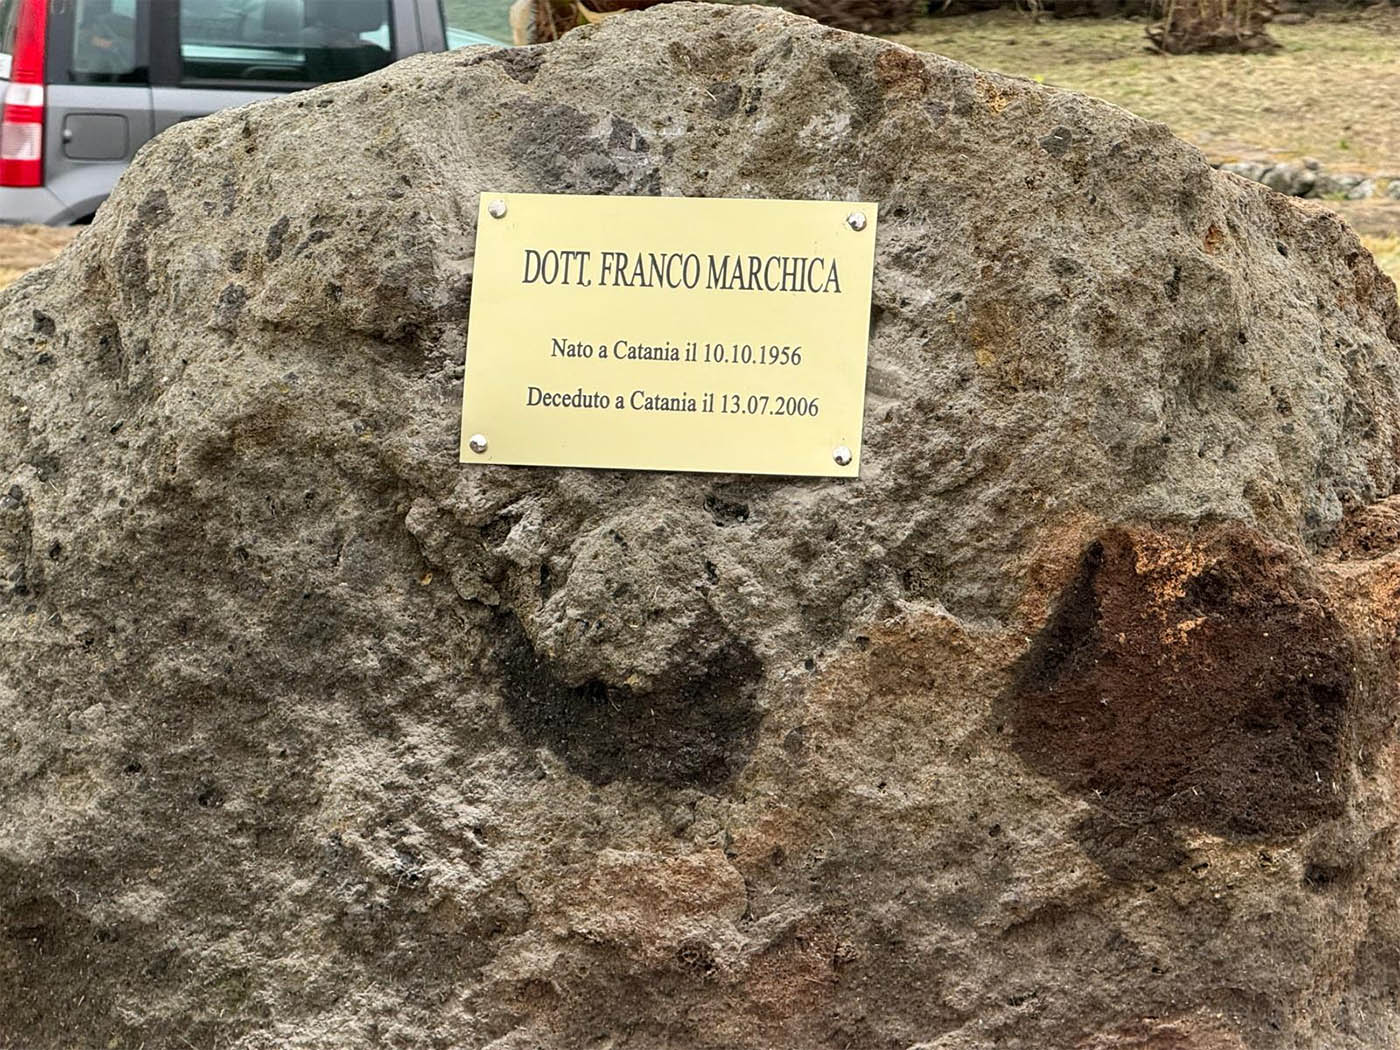 DOTT. FRANCO MARCHICA
Nato a Catania il 10.10.1956
Deceduto a Catania il 13.07.2006